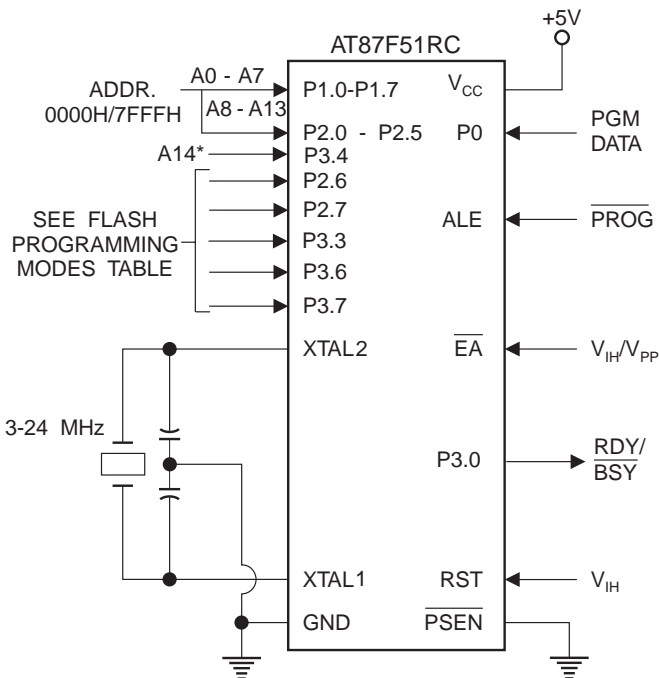 +5V
AT87F51RC
ADDR.
0000H/7FFFH
A0 - A7
A8 - A13
A14*
P1.0-P1.7
P2.0 - P2.5
P3.4
P2.6
P2.7
P3.3
P3.6
P3.7
SEE FLASH
PROGRAMMING
MODES TABLE
XTAL2
3-24 MHz
XTAL1
GND
VCC
P0
PGM
DATA
ALE
PROG
EA
VIH/VPP
P3.0
RDY/
BSY
RST
VIH
PSEN